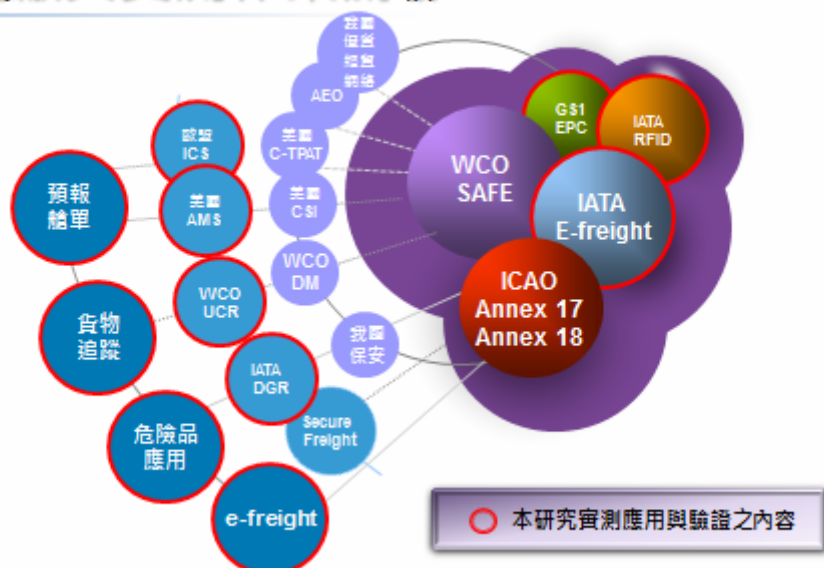 我國
優質
經貿
網絡
AEO
美國
C-TPAT
美國
CSI
WCO
DM
我國
保安
歐盟
ICS
美國
AMS
WCO
UCR
IATA
DGR
Secure
Freight
預報
艙單
貨物
追蹤
危險品
應用
e-freight
WCO
SAFE
GS1
EPC
IATA
RFID
IATA
E-freight
ICAO
Annex 17
Annex 18
本研究實測應用與驗證之內容